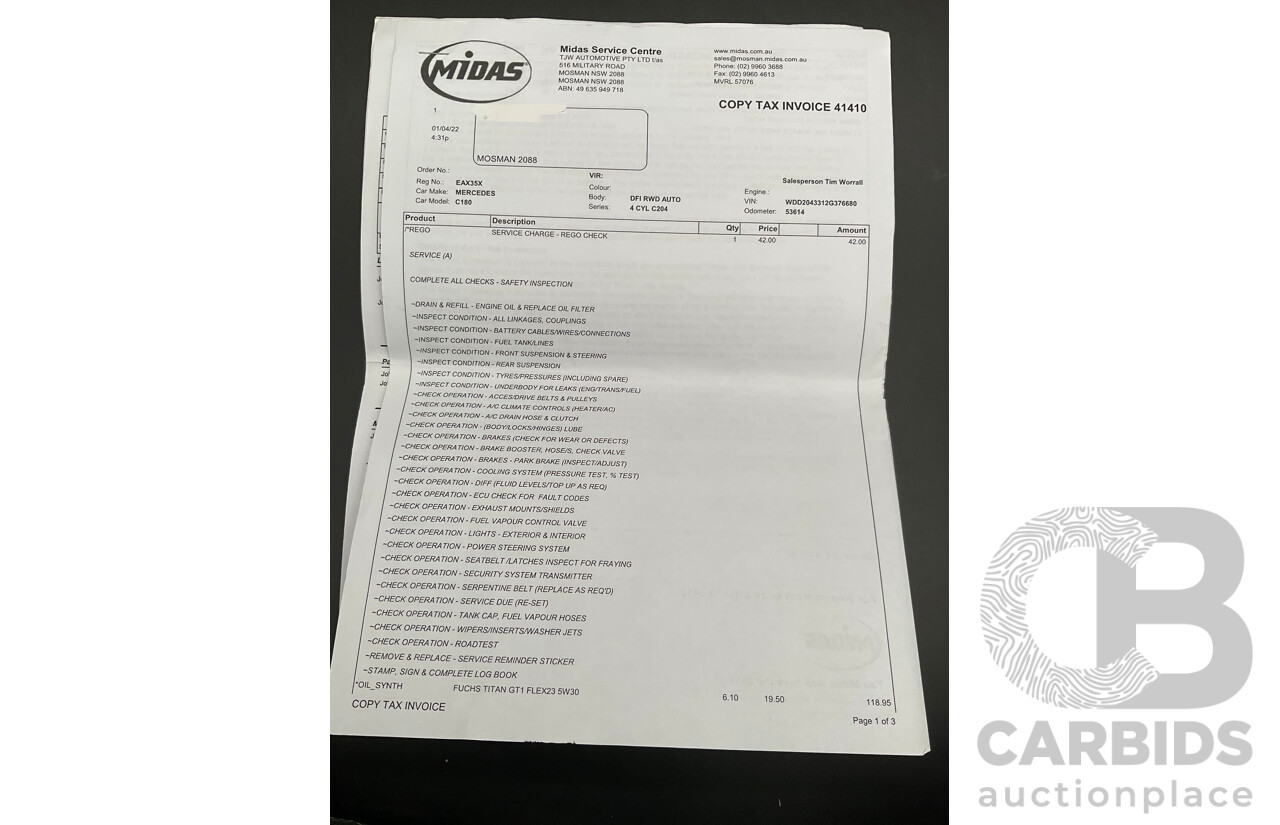 MIDAS
Midas Service Centre
TJW AUTOMOTIVE PTY LTD t/as
516 MILITARY ROAD
MOSMAN NSW 2088
MOSMAN NSW 2088
ABN: 49 635 949 718
www.midas.com.au
sales@mosman.midas.com.au
Phone: (02) 9960 3688
Fax: (02) 9960 4613
MVRL 57076
COPY TAX INVOICE 41410
1
01/04/22
4:31p
MOSMAN 2088
Order No.:
Reg No.: EAX35X
Car Make: MERCEDES
Car Model: C180
VIR:
Colour:
Body: DFI RWD AUTO
Series: 4 CYL C204
Salesperson Tim Worrall
Engine.:
VIN: WDD2043312G376680
Odometer: 53614
Product Description Qty Price Amount
/*REGO SERVICE CHARGE - REGO CHECK 1 42.00 42.00
SERVICE (A)
COMPLETE ALL CHECKS - SAFETY INSPECTION
~DRAIN & REFILL - ENGINE OIL & REPLACE OIL FILTER
~INSPECT CONDITION - ALL LINKAGES, COUPLINGS
~INSPECT CONDITION - BATTERY CABLES/WIRES/CONNECTIONS
~INSPECT CONDITION - FUEL TANK/LINES
~INSPECT CONDITION - FRONT SUSPENSION & STEERING
~INSPECT CONDITION - REAR SUSPENSION
~INSPECT CONDITION - TYRES/PRESSURES (INCLUDING SPARE)
~INSPECT CONDITION - UNDERBODY FOR LEAKS (ENG/TRANS/FUEL)
~CHECK OPERATION - ACCES/DRIVE BELTS & PULLEYS
~CHECK OPERATION - A/C CLIMATE CONTROLS (HEATER/AC)
~CHECK OPERATION - A/C DRAIN HOSE & CLUTCH
~CHECK OPERATION - (BODY/LOCKS/HINGES) LUBE
~CHECK OPERATION - BRAKES (CHECK FOR WEAR OR DEFECTS)
~CHECK OPERATION - BRAKE BOOSTER, HOSE/S, CHECK VALVE
~CHECK OPERATION - BRAKES - PARK BRAKE (INSPECT/ADJUST)
~CHECK OPERATION - COOLING SYSTEM (PRESSURE TEST, % TEST)
~CHECK OPERATION - DIFF (FLUID LEVELS/TOP UP AS REQ)
~CHECK OPERATION - ECU CHECK FOR FAULT CODES
~CHECK OPERATION - EXHAUST MOUNTS/SHIELDS
~CHECK OPERATION - FUEL VAPOUR CONTROL VALVE
~CHECK OPERATION - LIGHTS - EXTERIOR & INTERIOR
~CHECK OPERATION - POWER STEERING SYSTEM
~CHECK OPERATION - SEATBELT /LATCHES INSPECT FOR FRAYING
~CHECK OPERATION - SECURITY SYSTEM TRANSMITTER
~CHECK OPERATION - SERPENTINE BELT (REPLACE AS REQ'D)
~CHECK OPERATION - SERVICE DUE (RE-SET)
~CHECK OPERATION - TANK CAP, FUEL VAPOUR HOSES
~CHECK OPERATION - WIPERS/INSERTS/WASHER JETS
~CHECK OPERATION - ROADTEST
~REMOVE & REPLACE - SERVICE REMINDER STICKER
~STAMP, SIGN & COMPLETE LOG BOOK
*OIL_SYNTH FUCHS TITAN GT1 FLEX23 5W30 6.10 19.50 118.95
COPY TAX INVOICE
Page 1 of 3
CARBIDS
auctionplace